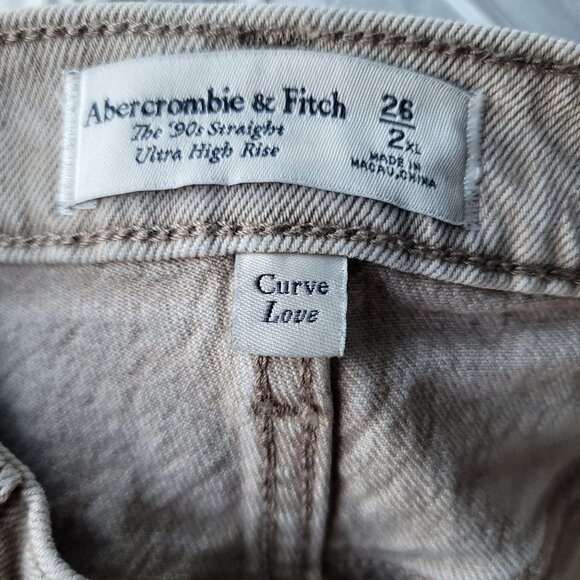 Abercrombie & Fitch
The '90s Straight
Ultra High Rise
26
2XL
MADE IN
MACAU, CHINA
Curve
Love